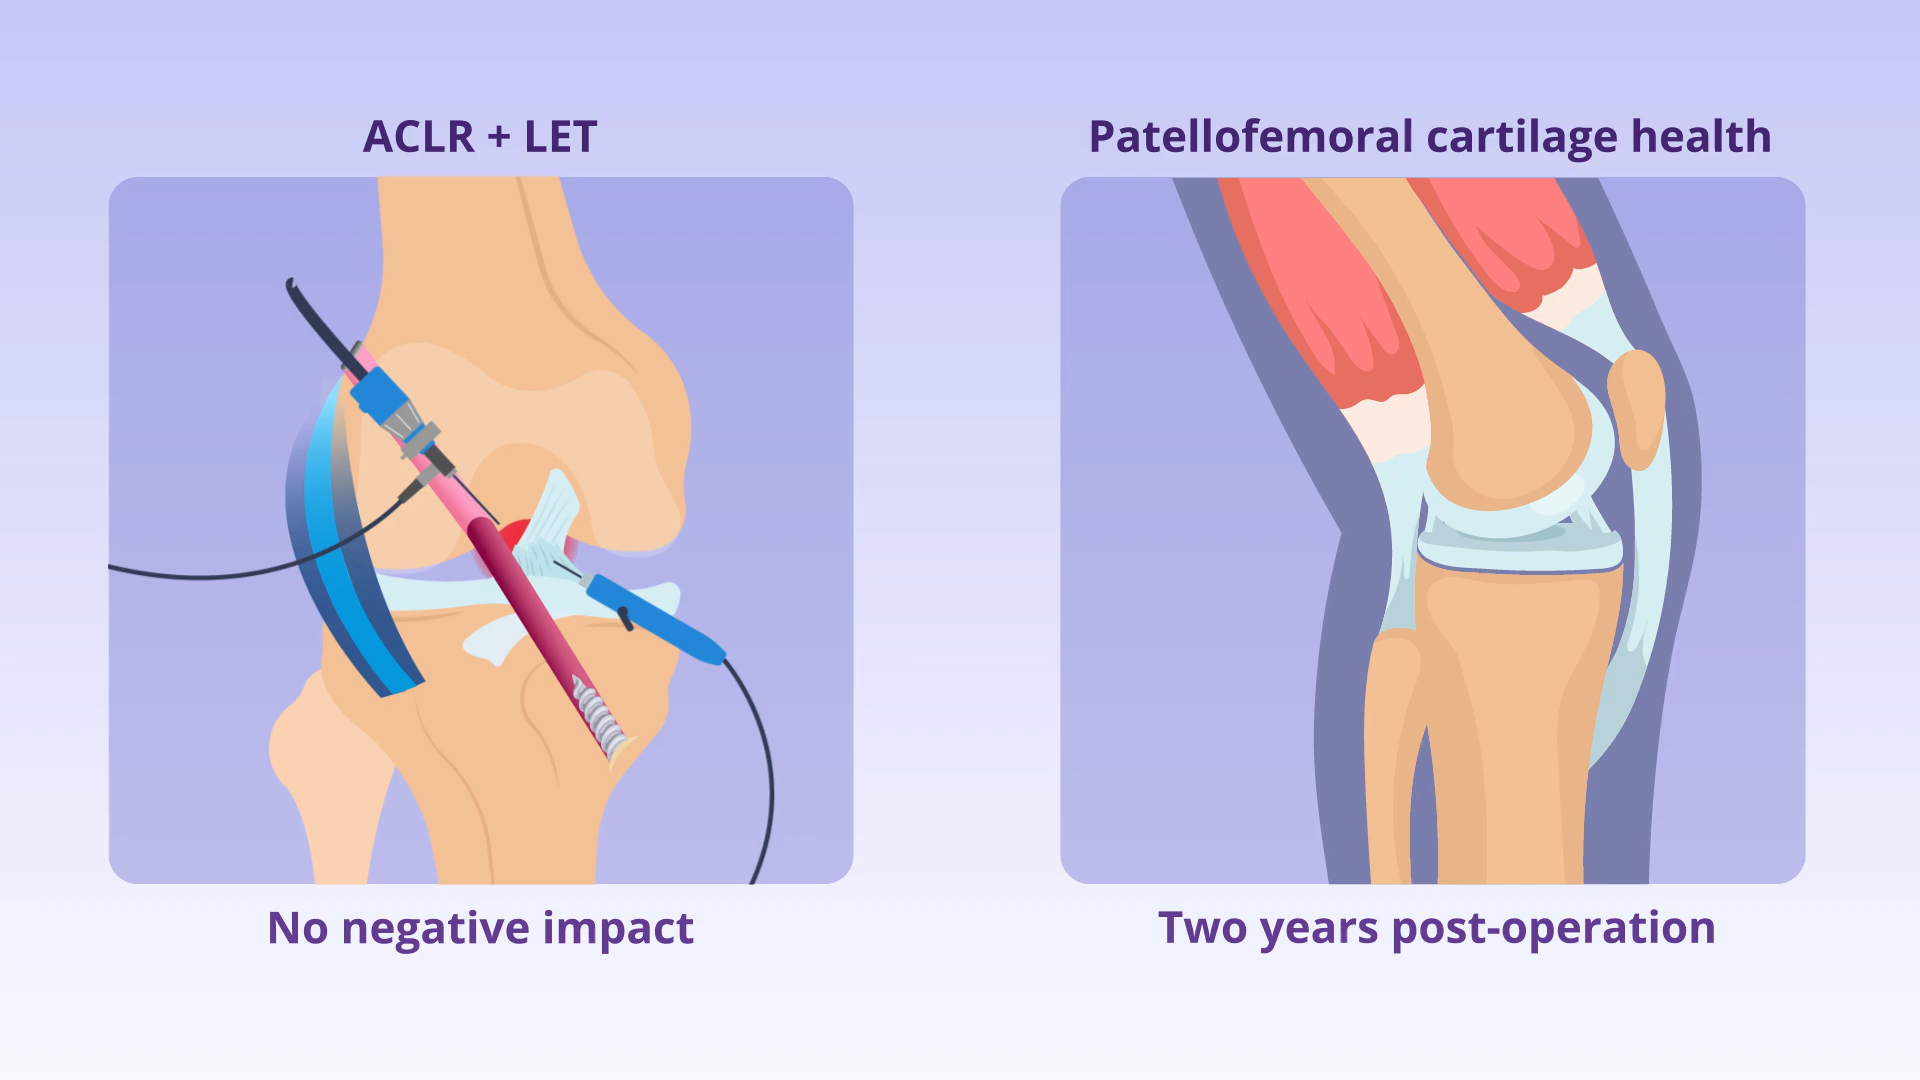 ACLR + LET
Patellofemoral cartilage health
No negative impact
Two years post-operation